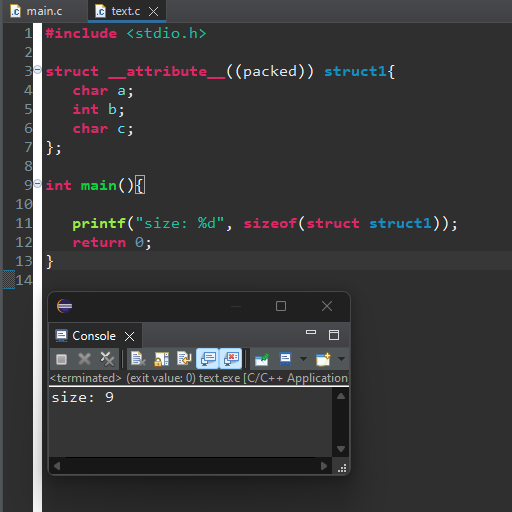 main.c text.c
1 #include <stdio.h>
2
3 struct __attribute__((packed)) struct1{
4 char a;
5 int b;
6 char c;
7 };
8
9 int main(){
10
11 printf("size: %d", sizeof(struct struct1));
12 return 0;
13 }
14
Console
<terminated> (exit value: 0) text.exe [C/C++ Application
size: 9